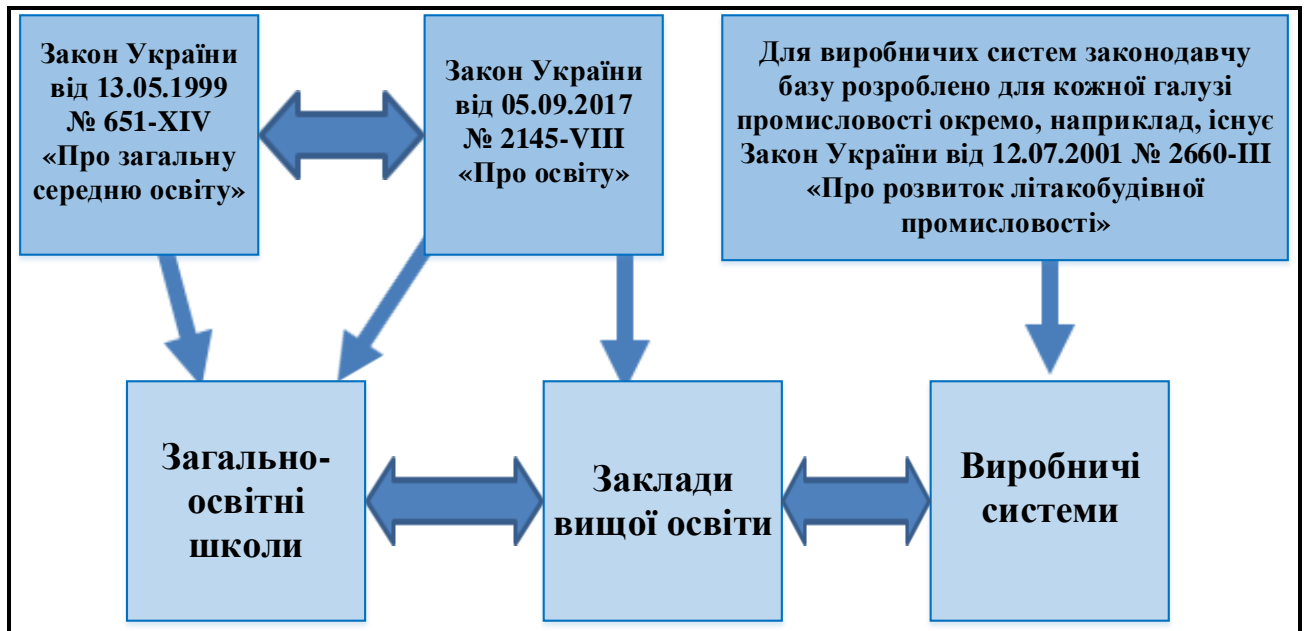 Закон України
від 13.05.1999
№ 651-XIV
«Про загальну
середню освіту»
Закон України
від 05.09.2017
№ 2145-VIII
«Про освіту»
Для виробничих систем законодавчу
базу розроблено для кожної галузі
промисловості окремо, наприклад, існує
Закон України від 12.07.2001 № 2660-III
«Про розвиток літакобудівної
промисловості»
Загально-
освітні
школи
Заклади
вищої освіти
Виробничі
системи